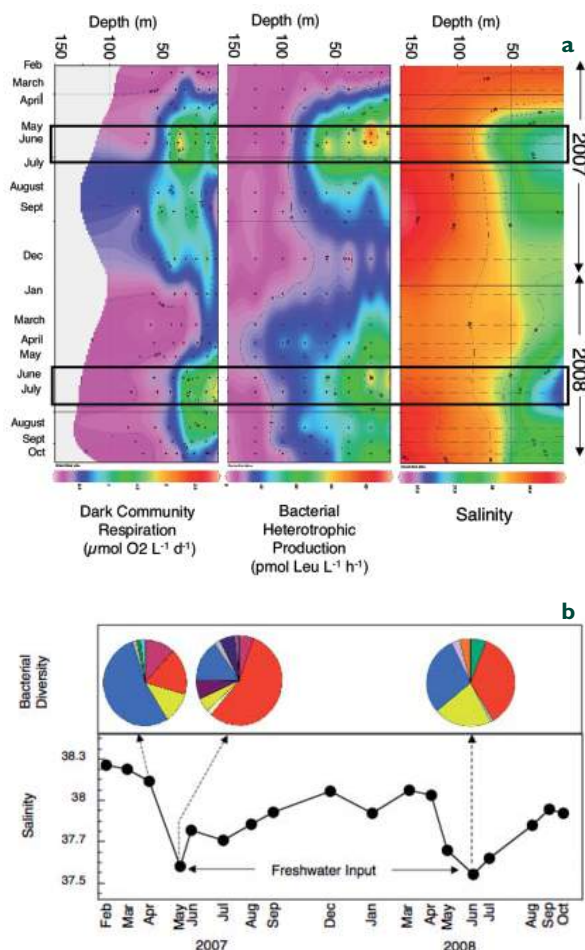 Depth (m) Depth (m) Depth (m)
150 100 50 150 100 50 150 100 50
a
Feb
March
April
May
June
July
August
Sept
Dec
Jan
March
April
May
June
July
August
Sept
Oct
2007
2008
Dark Community
Respiration
(µmol O2 L⁻¹ d⁻¹)
Bacterial
Heterotrophic
Production
(pmol Leu L⁻¹ h⁻¹)
Salinity
b
Bacterial
Diversity
Salinity
38.3
38
37.7
37.5
Freshwater Input
Feb Mar Apr May Jun Jul Aug Sep Dec Jan Mar Apr May Jun Jul Aug Sep Oct
2007 2008